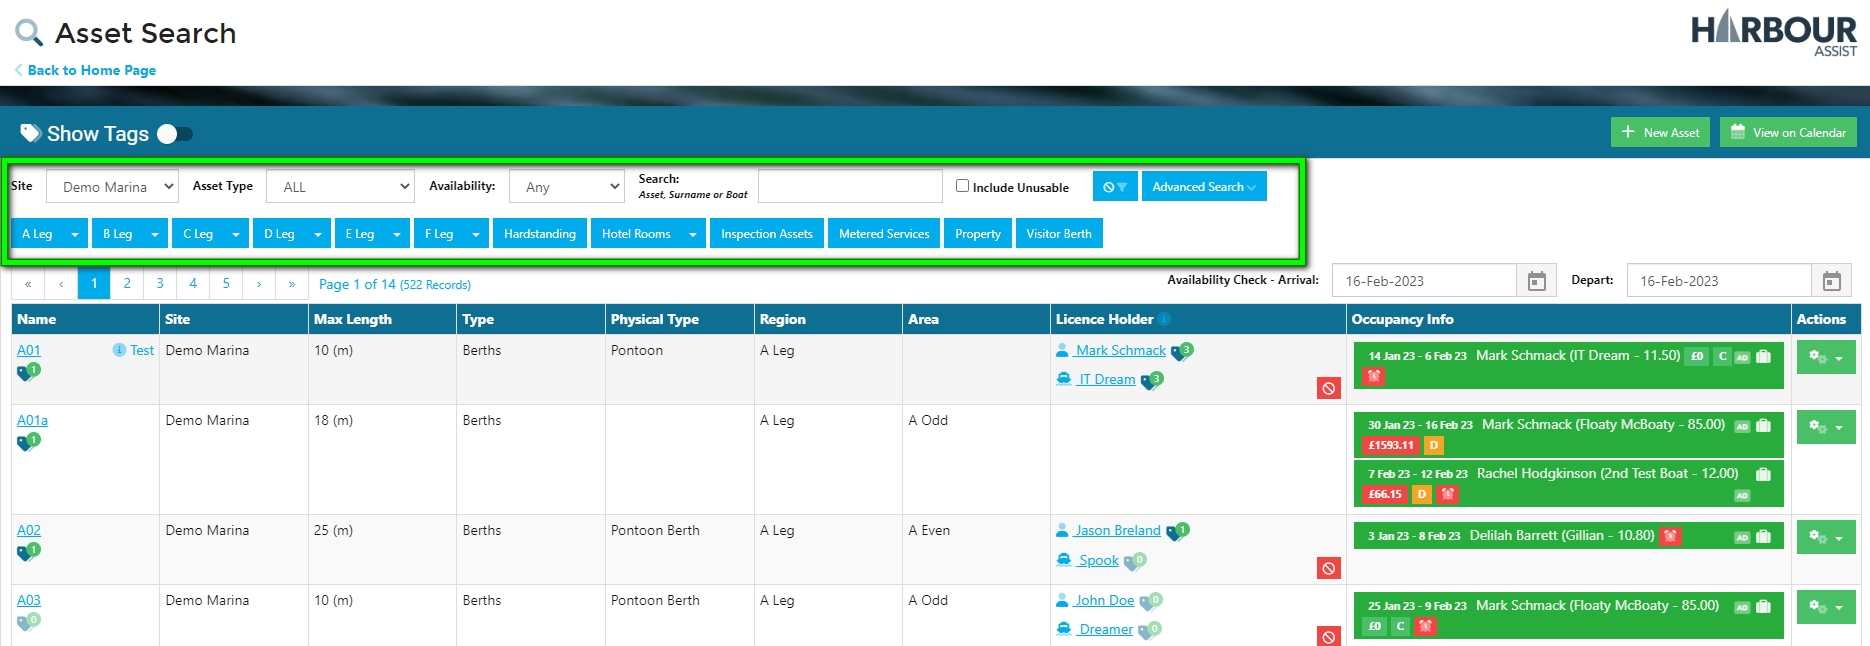 Asset Search
HARBOUR
ASSIST
Back to Home Page
Show Tags
New Asset
View on Calendar
Site Demo Marina Asset Type ALL Availability: Any Search: Asset, Surname or Boat Include Unusable Advanced Search
A Leg B Leg C Leg D Leg E Leg F Leg Hardstanding Hotel Rooms Inspection Assets Metered Services Property Visitor Berth
« ‹ 1 2 3 4 5 › » Page 1 of 14 (522 Records) Availability Check - Arrival: 16-Feb-2023 Depart: 16-Feb-2023
Name Site Max Length Type Physical Type Region Area Licence Holder Occupancy Info Actions
A01 Test Demo Marina 10 (m) Berths Pontoon A Leg Mark Schmack 3 14 Jan 23 - 6 Feb 23 Mark Schmack (IT Dream - 11.50) £0 C AD
1 IT Dream 3
A01a Demo Marina 18 (m) Berths A Leg A Odd 30 Jan 23 - 16 Feb 23 Mark Schmack (Floaty McBoaty - 85.00) AD
1 £1593.11 D
7 Feb 23 - 12 Feb 23 Rachel Hodgkinson (2nd Test Boat - 12.00)
£66.15 D AD
A02 Demo Marina 25 (m) Berths Pontoon Berth A Leg A Even Jason Breland 1 3 Jan 23 - 8 Feb 23 Delilah Barrett (Gillian - 10.80) AD
1 Spook 0
A03 Demo Marina 10 (m) Berths Pontoon Berth A Leg A Odd John Doe 0 25 Jan 23 - 9 Feb 23 Mark Schmack (Floaty McBoaty - 85.00) AD
0 Dreamer 0 £0 C